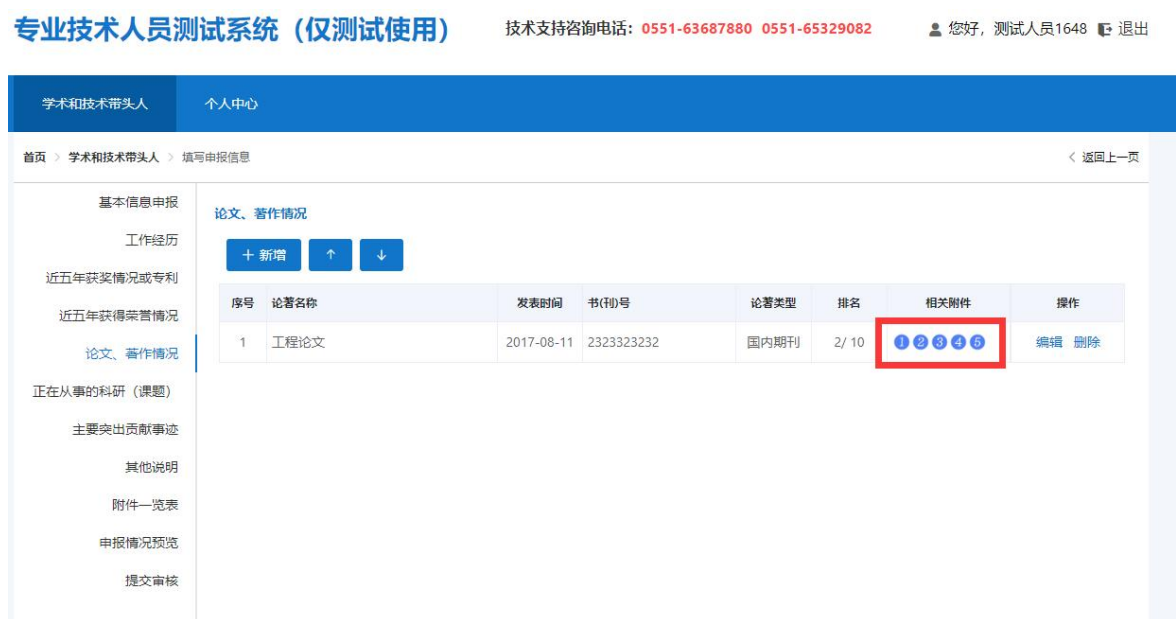 专业技术人员测试系统（仅测试使用） 技术支持咨询电话：0551-63687880 0551-65329082 您好，测试人员1648 退出
学术和技术带头人 个人中心
首页 > 学术和技术带头人 > 填写申报信息 < 返回上一页
基本信息申报
工作经历
近五年获奖情况或专利
近五年获得荣誉情况
论文、著作情况
正在从事的科研（课题）
主要突出贡献事迹
其他说明
附件一览表
申报情况预览
提交审核
论文、著作情况
＋新增 ↑ ↓
序号 论著名称 发表时间 书(刊)号 论著类型 排名 相关附件 操作
1 工程论文 2017-08-11 2323323232 国内期刊 2/ 10 ❶❷❸❹❺ 编辑 删除